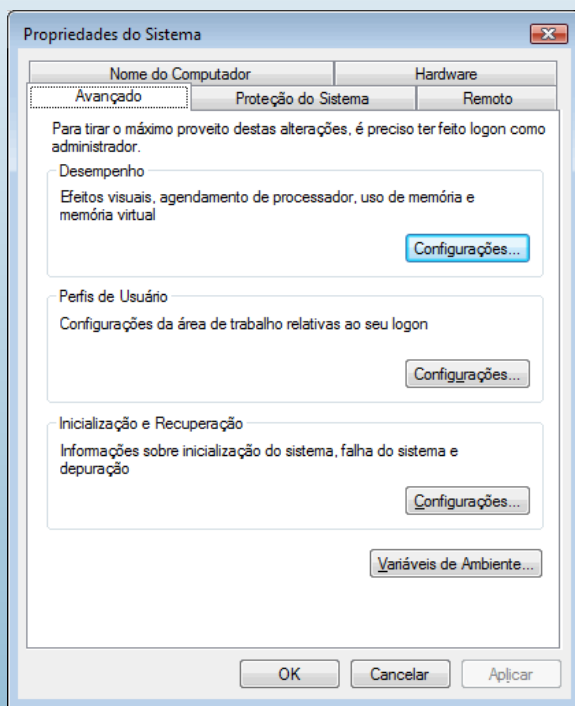 Propriedades do Sistema
Nome do Computador
Hardware
Avançado
Proteção do Sistema
Remoto
Para tirar o máximo proveito destas alterações, é preciso ter feito logon como
administrador.
Desempenho
Efeitos visuais, agendamento de processador, uso de memória e
memória virtual
Configurações...
Perfis de Usuário
Configurações da área de trabalho relativas ao seu logon
Configurações...
Inicialização e Recuperação
Informações sobre inicialização do sistema, falha do sistema e
depuração
Configurações...
Variáveis de Ambiente...
OK
Cancelar
Aplicar